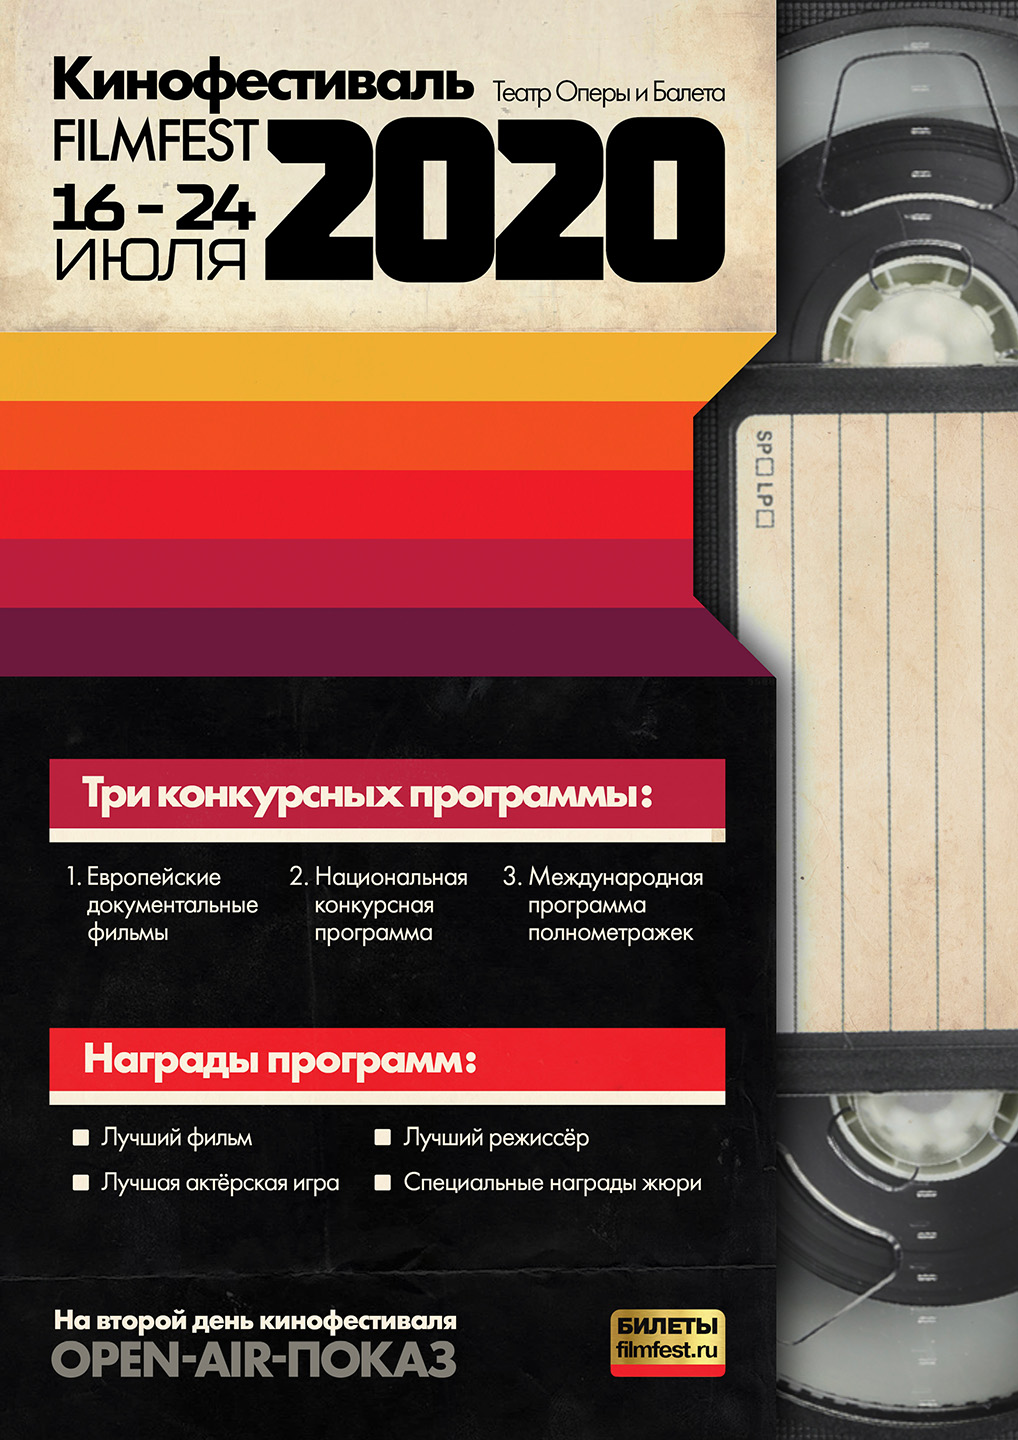 Кинофестиваль
Театр Оперы и Балета
FILMFEST
2020
16 - 24
ИЮЛЯ
SP LP
Три конкурсных программы:
1. Европейские
документальные
фильмы
2. Национальная
конкурсная
программа
3. Международная
программа
полнометражек
Награды программ:
Лучший фильм
Лучший режиссёр
Лучшая актёрская игра
Специальные награды жюри
На второй день кинофестиваля
OPEN-AIR-ПОКАЗ
БИЛЕТЫ
filmfest.ru